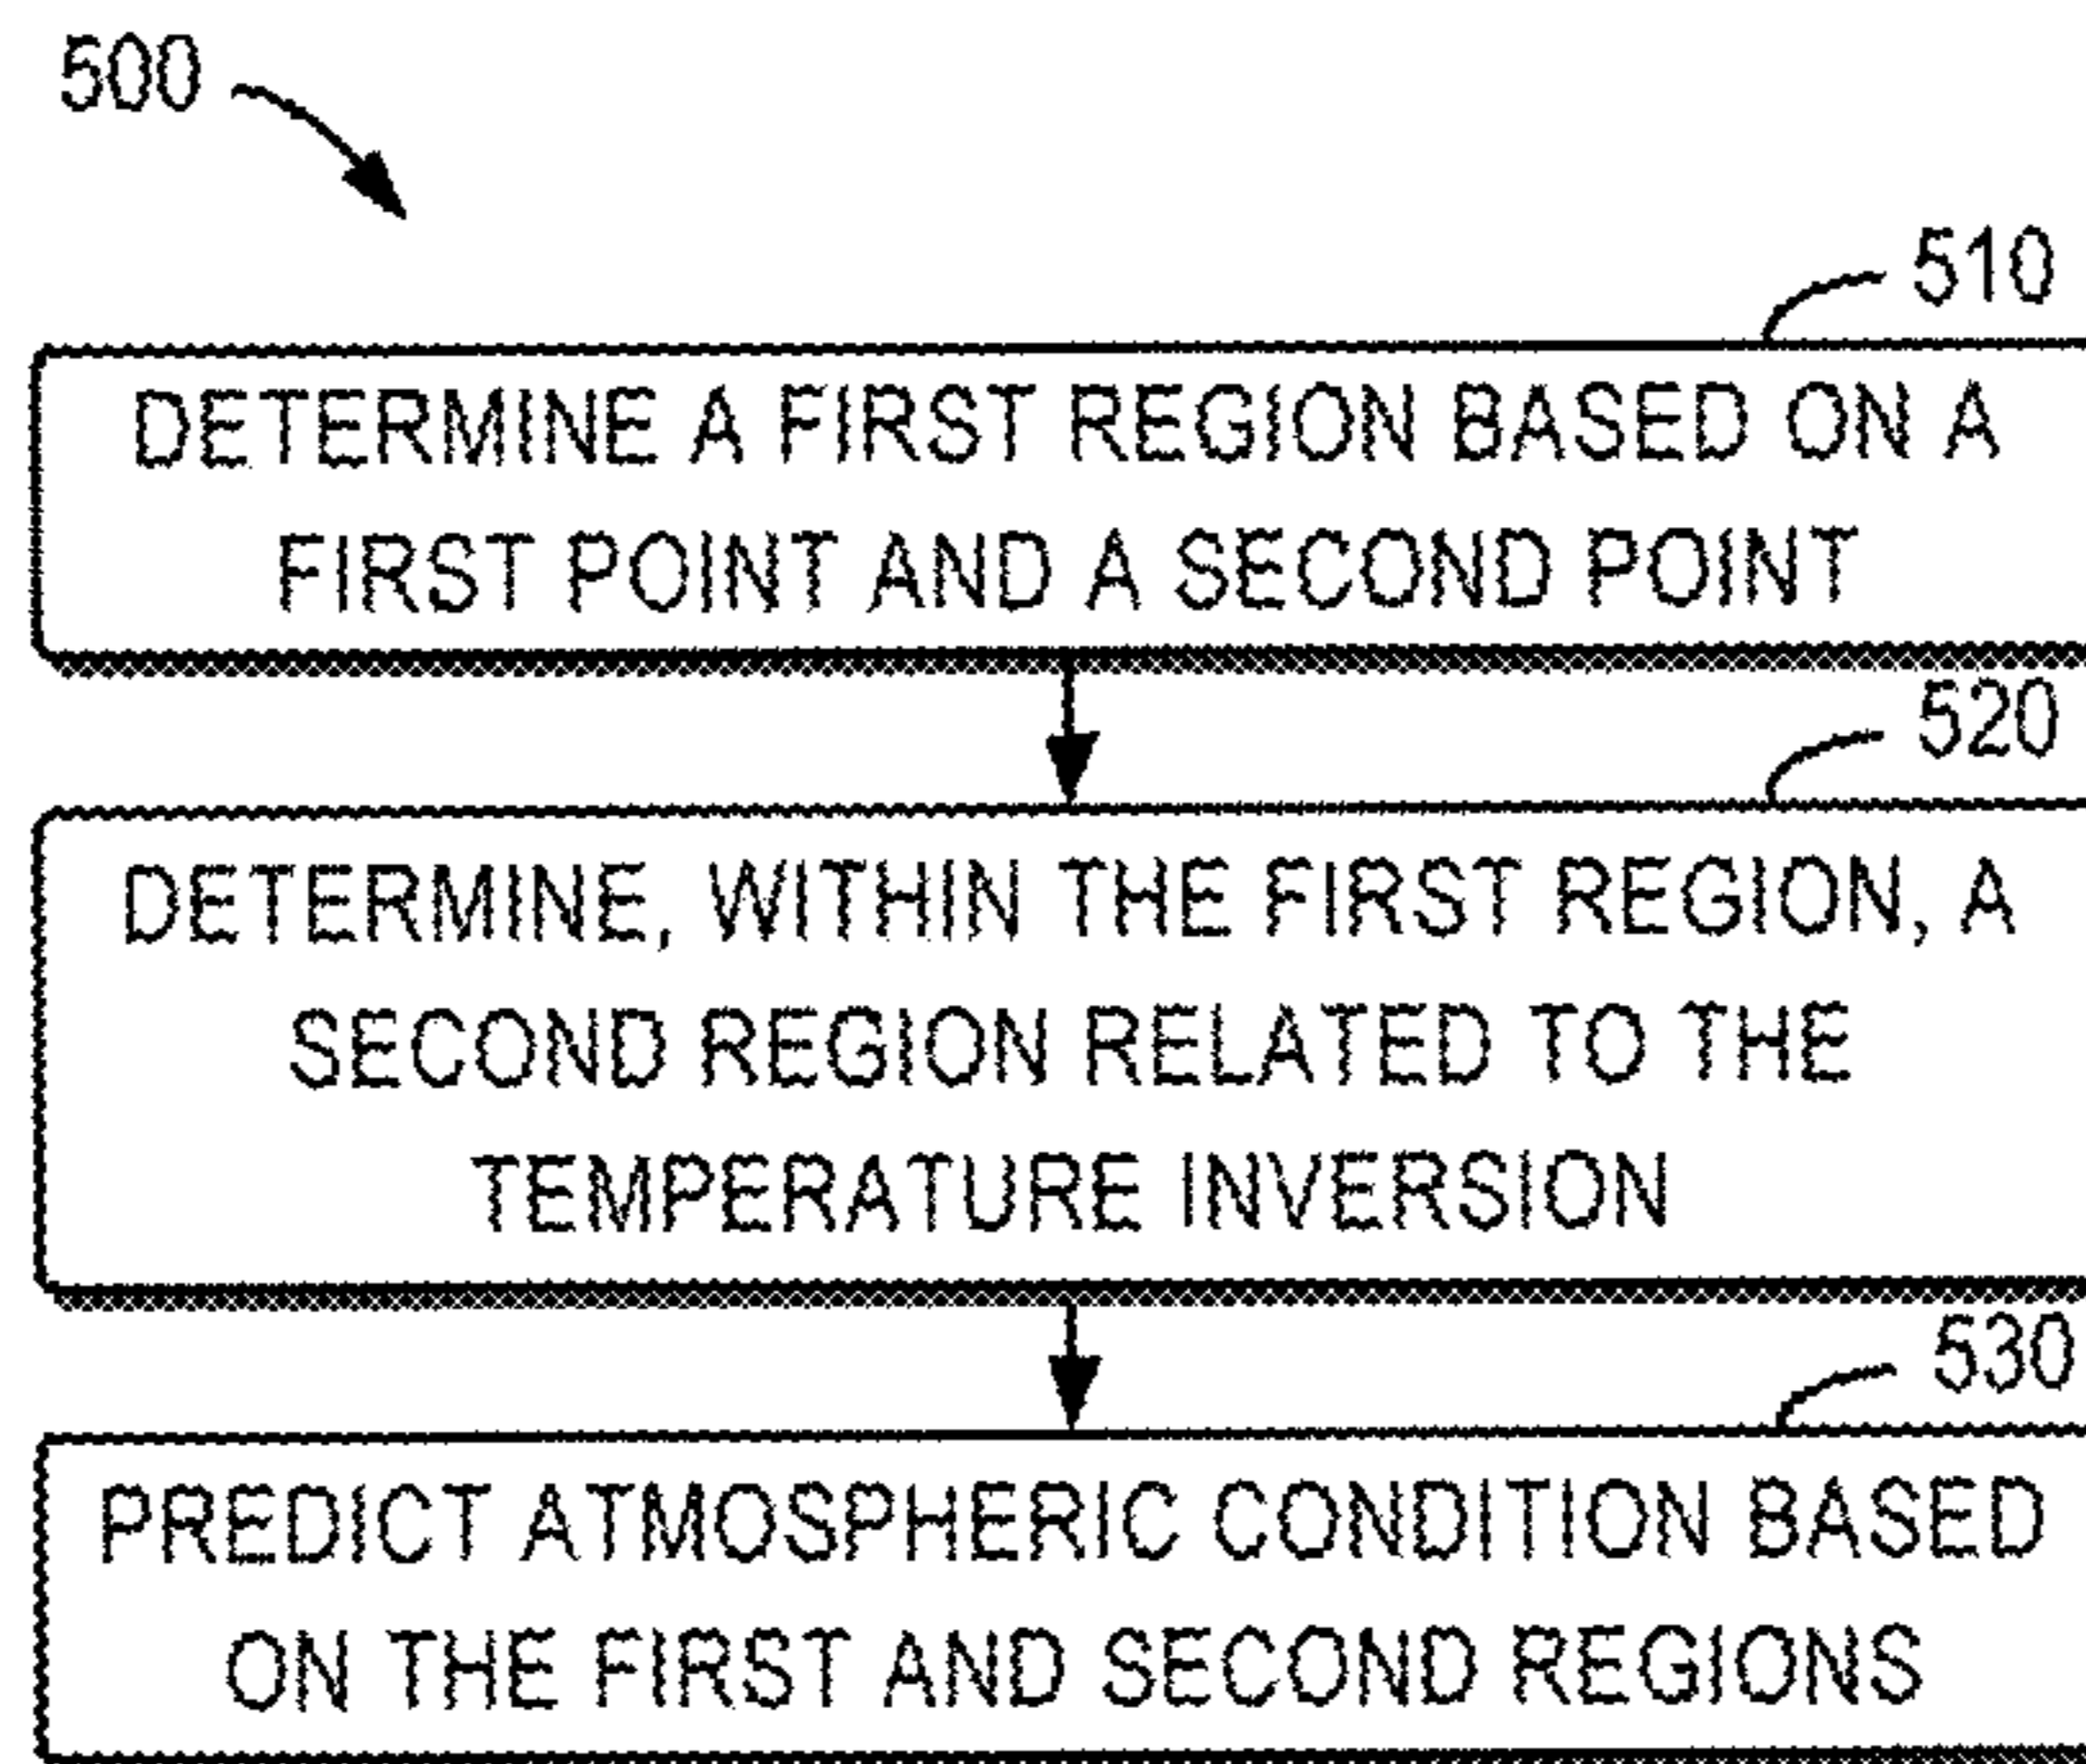 500
510
DETERMINE A FIRST REGION BASED ON A
FIRST POINT AND A SECOND POINT
520
DETERMINE, WITHIN THE FIRST REGION, A
SECOND REGION RELATED TO THE
TEMPERATURE INVERSION
530
PREDICT ATMOSPHERIC CONDITION BASED
ON THE FIRST AND SECOND REGIONS